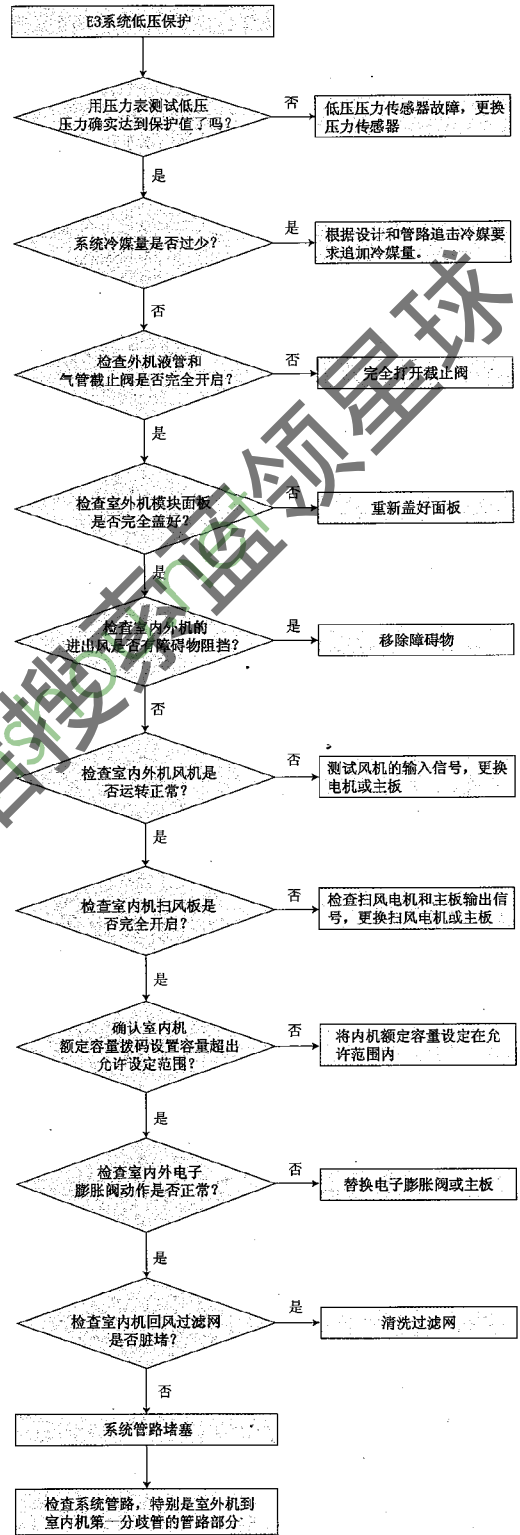 E3系统低压保护
用压力表测试低压
压力确实达到保护值了吗？
否
低压压力传感器故障，更换
压力传感器
是
系统冷媒量是否过少？
是
根据设计和管路追击冷媒要
求追加冷媒量。
否
检查外机液管和
气管截止阀是否完全开启？
否
完全打开截止阀
是
检查室外机模块面板
是否完全盖好？
否
重新盖好面板
是
检查室内外机的
进出风是否有障碍物阻挡？
是
移除障碍物
否
检查室内外机风机是
否运转正常？
否
测试风机的输入信号，更换
电机或主板
是
检查室内机扫风板是
否完全开启？
否
检查扫风电机和主板输出信
号，更换扫风电机或主板
是
确认室内机
额定容量拨码设置容量超出
允许设定范围？
否
将内机额定容量设定在允
许范围内
是
检查室内外电子
膨胀阀动作是否正常？
否
替换电子膨胀阀或主板
是
检查室内机回风过滤网
是否脏堵？
是
清洗过滤网
否
系统管路堵塞
检查系统管路，特别是室外机到
室内机第一分歧管的管路部分
搜索蓝领星球